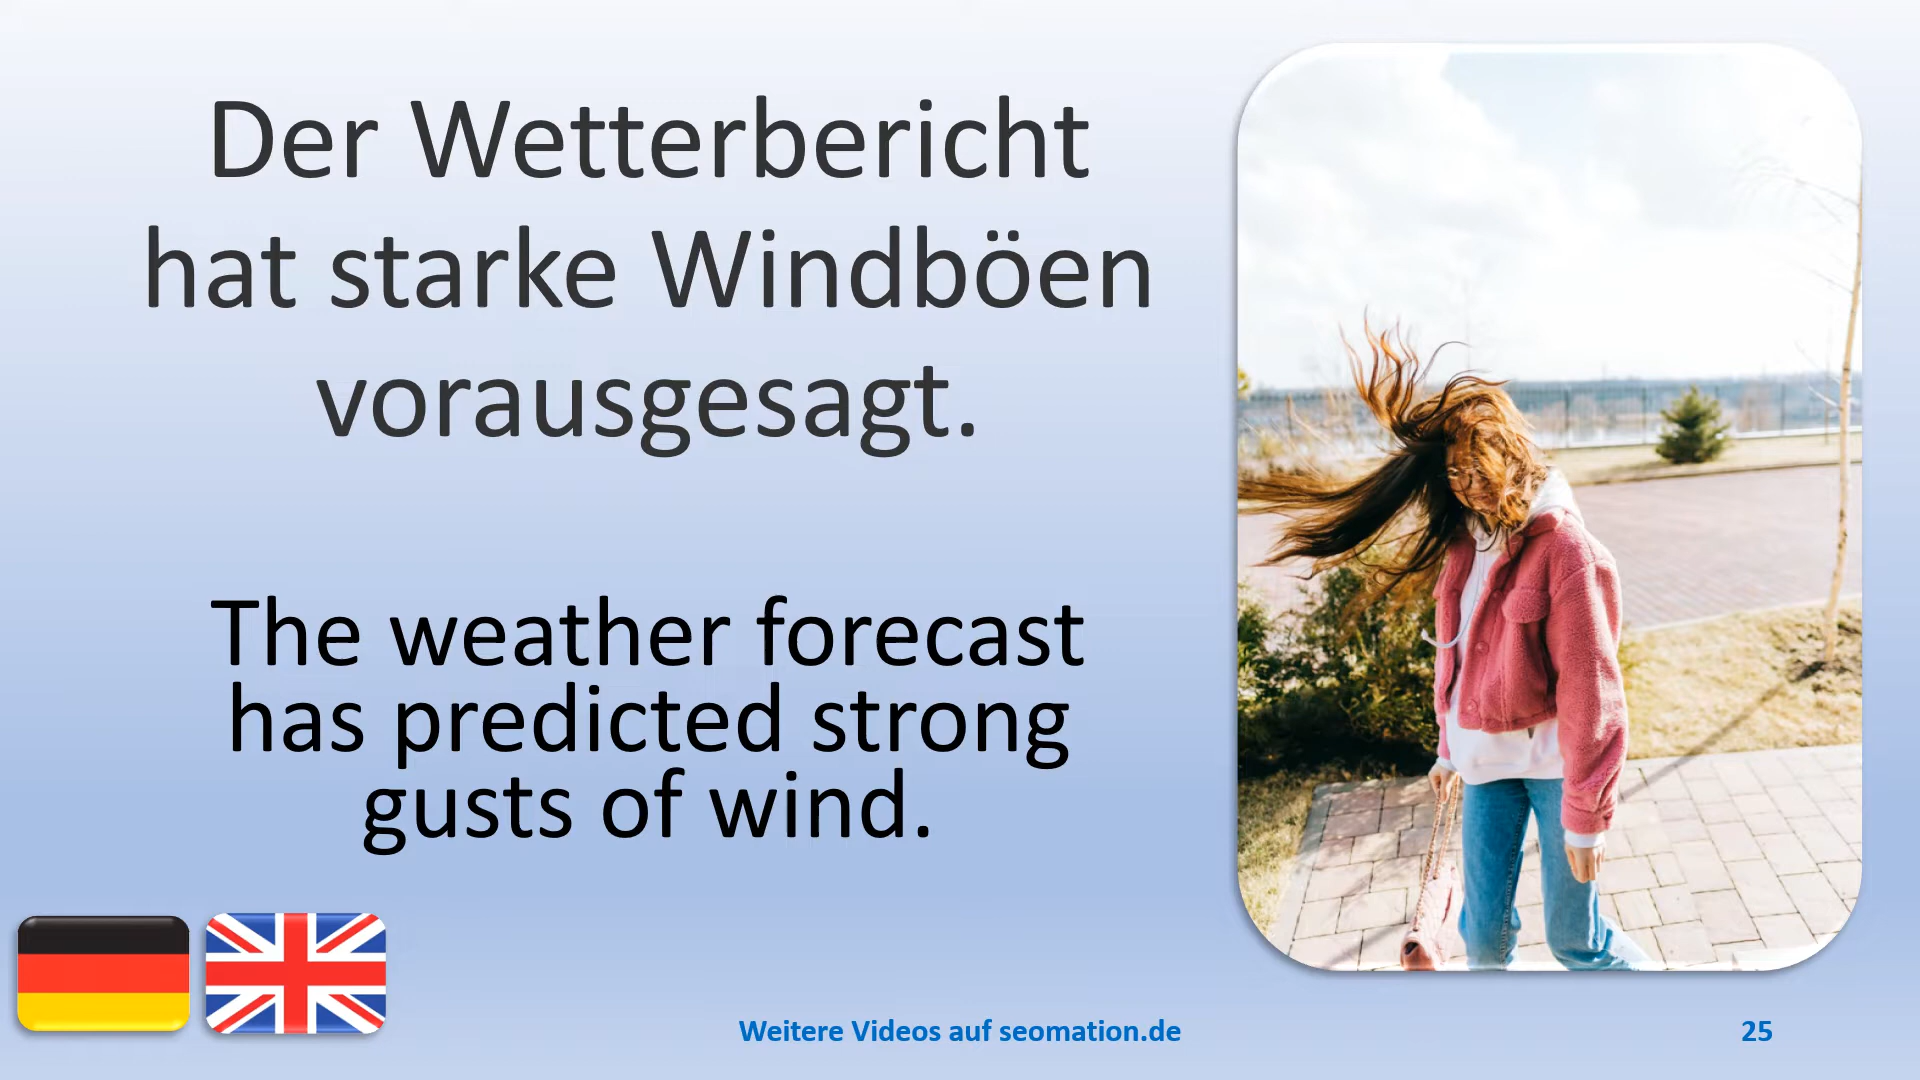 Der Wetterbericht
hat starke Windböen
vorausgesagt.
The weather forecast
has predicted strong
gusts of wind.
Weitere Videos auf seomation.de
25